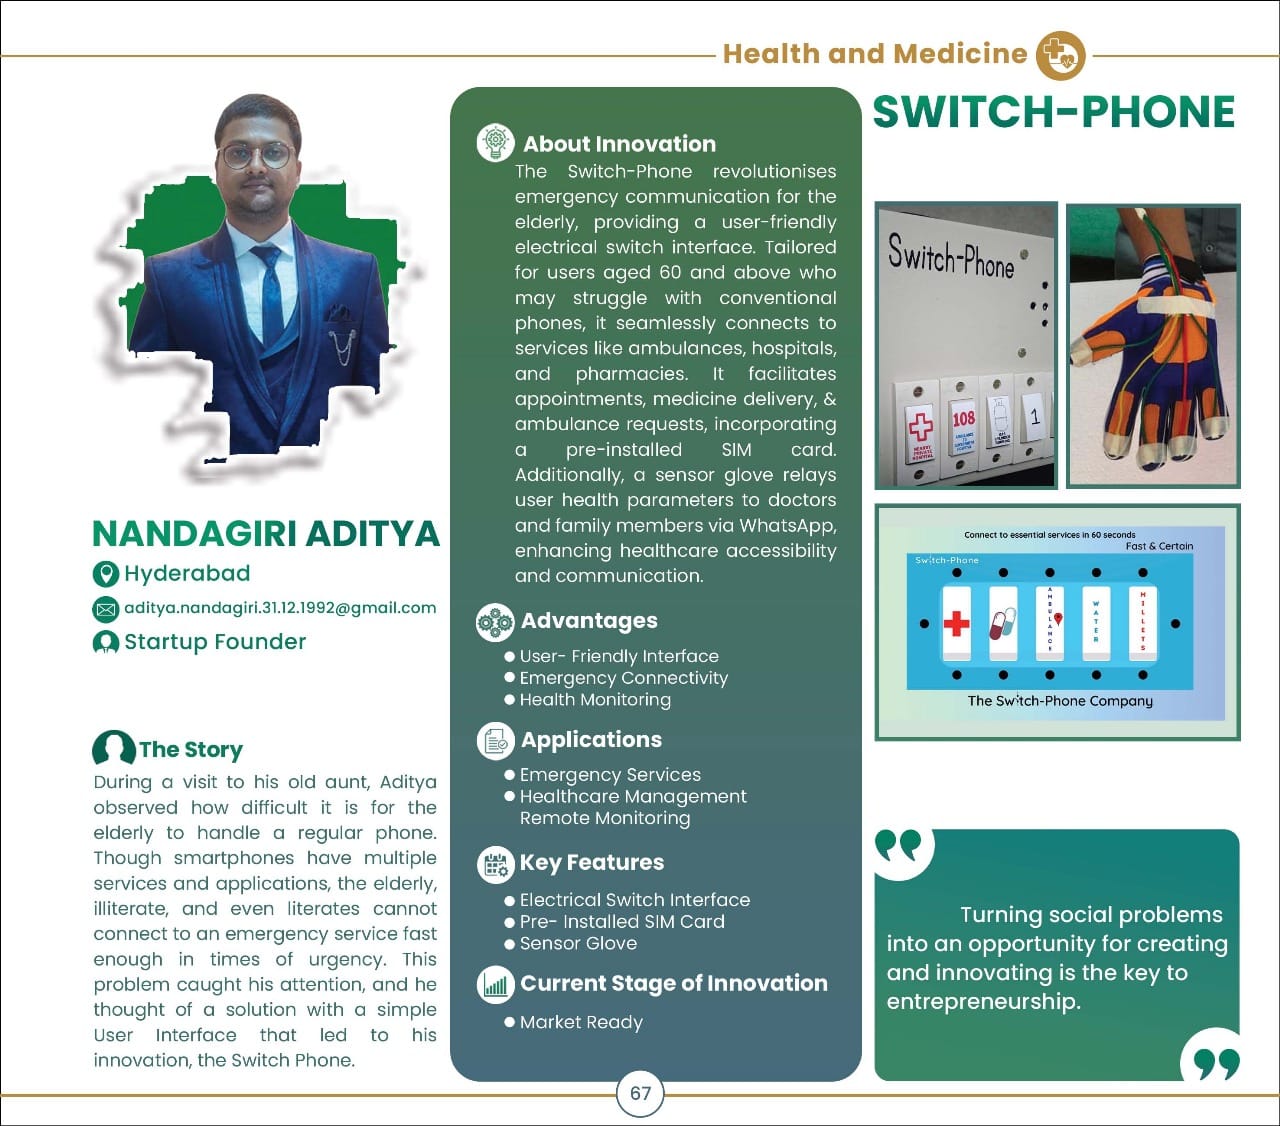 Health and Medicine
SWITCH-PHONE
NANDAGIRI ADITYA
Hyderabad
aditya.nandagiri.31.12.1992@gmail.com
Startup Founder
The Story
During a visit to his old aunt, Aditya
observed how difficult it is for the
elderly to handle a regular phone.
Though smartphones have multiple
services and applications, the elderly,
illiterate, and even literates cannot
connect to an emergency service fast
enough in times of urgency. This
problem caught his attention, and he
thought of a solution with a simple
User Interface that led to his
innovation, the Switch Phone.
About Innovation
The Switch-Phone revolutionises
emergency communication for the
elderly, providing a user-friendly
electrical switch interface. Tailored
for users aged 60 and above who
may struggle with conventional
phones, it seamlessly connects to
services like ambulances, hospitals,
and pharmacies. It facilitates
appointments, medicine delivery, &
ambulance requests, incorporating
a pre-installed SIM card.
Additionally, a sensor glove relays
user health parameters to doctors
and family members via WhatsApp,
enhancing healthcare accessibility
and communication.
Advantages
User- Friendly Interface
Emergency Connectivity
Health Monitoring
Applications
Emergency Services
Healthcare Management
Remote Monitoring
Key Features
Electrical Switch Interface
Pre- Installed SIM Card
Sensor Glove
Current Stage of Innovation
Market Ready
Switch-Phone
108
1
NEARBY
PRIVATE
HOSPITAL
Connect to essential services in 60 seconds
Fast & Certain
Switch-Phone
AMBULANCE
WATER
MILLETS
The Switch-Phone Company
Turning social problems
into an opportunity for creating
and innovating is the key to
entrepreneurship.
67